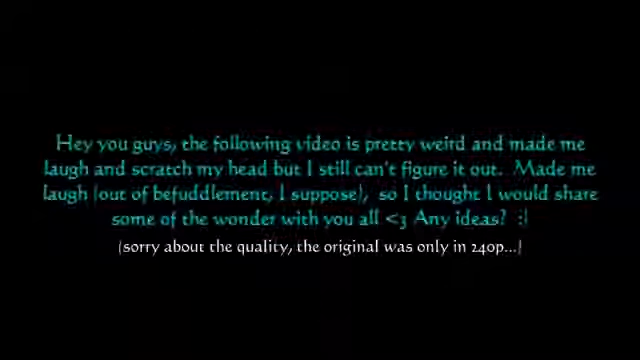 Hey you guys, the following video is pretty weird and made me
laugh and scratch my head but I still can't figure it out. Made me
laugh (out of befuddlement, I suppose), so I thought I would share
some of the wonder with you all <3 Any ideas? :)
(sorry about the quality, the original was only in 240p...)